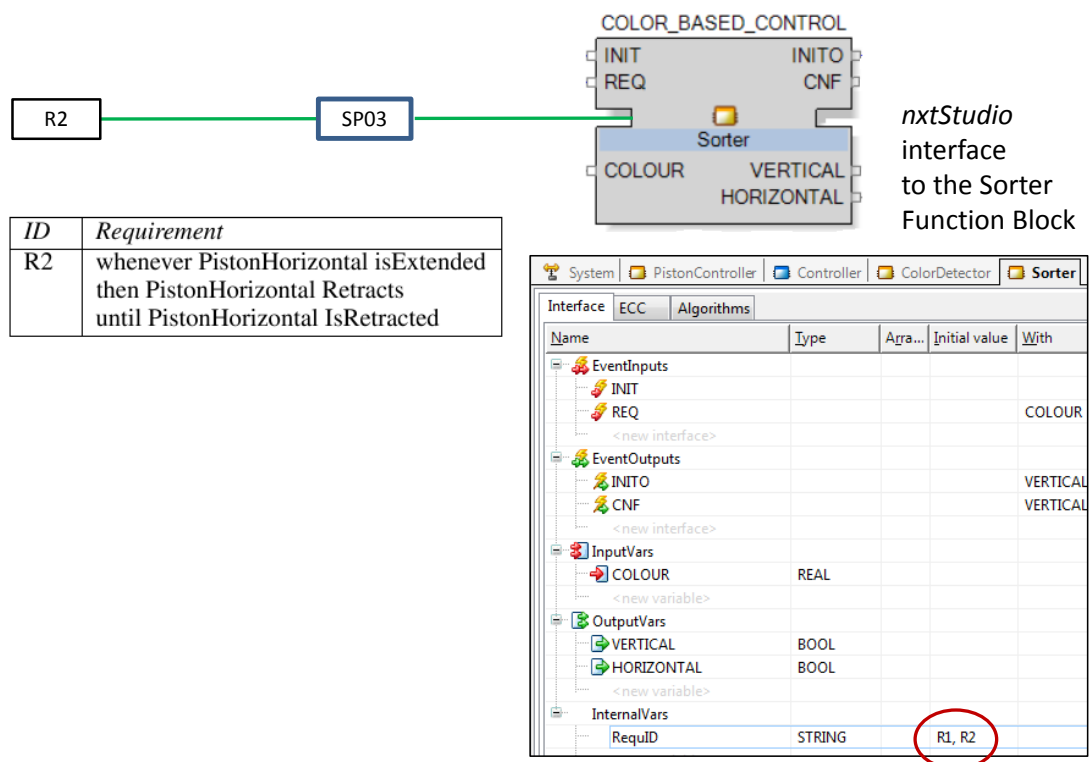 COLOR_BASED_CONTROL
INIT INITO
REQ CNF
R2 SP03
Sorter
COLOUR VERTICAL
HORIZONTAL
nxtStudio
interface
to the Sorter
Function Block
ID Requirement
R2 whenever PistonHorizontal isExtended
then PistonHorizontal Retracts
until PistonHorizontal IsRetracted
System PistonController Controller ColorDetector Sorter
Interface ECC Algorithms
Name Type Arra... Initial value With
EventInputs
INIT
REQ COLOUR
<new interface>
EventOutputs
INITO VERTICAL
CNF VERTICAL
<new interface>
InputVars
COLOUR REAL
<new variable>
OutputVars
VERTICAL BOOL
HORIZONTAL BOOL
<new variable>
InternalVars
RequID STRING R1, R2